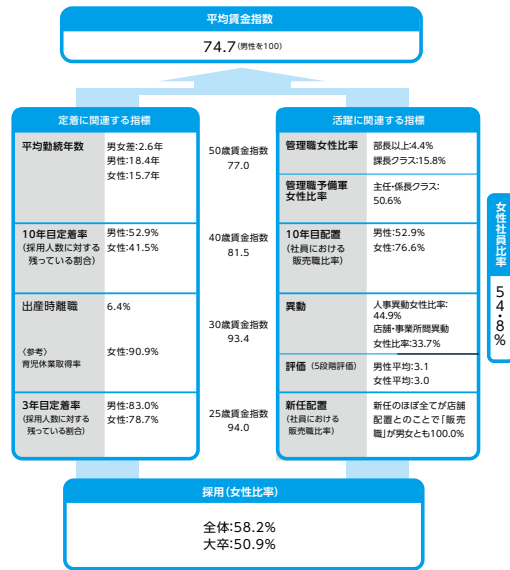 平均賃金指数
74.7(男性を100)
定着に関連する指標
平均勤続年数
男女差:2.6年
男性:18.4年
女性:15.7年
10年目定着率
(採用人数に対する
残っている割合)
男性:52.9%
女性:41.5%
出産時離職
6.4%
〈参考〉
育児休業取得率
女性:90.9%
3年目定着率
(採用人数に対する
残っている割合)
男性:83.0%
女性:78.7%
50歳賃金指数
77.0
40歳賃金指数
81.5
30歳賃金指数
93.4
25歳賃金指数
94.0
活躍に関連する指標
管理職女性比率
部長以上:4.4%
課長クラス:15.8%
管理職予備軍
女性比率
主任・係長クラス:
50.6%
10年目配置
(社員における
販売職比率)
男性:52.9%
女性:76.6%
異動
人事異動女性比率:
44.9%
店舗・事業所間異動
女性比率:33.7%
評価(5段階評価)
男性平均:3.1
女性平均:3.0
新任配置
(社員における
販売職比率)
新任のほぼ全てが店舗
配置とのことで「販売
職」が男女とも100.0%
女性社員比率
54・8%
採用(女性比率)
全体:58.2%
大卒:50.9%